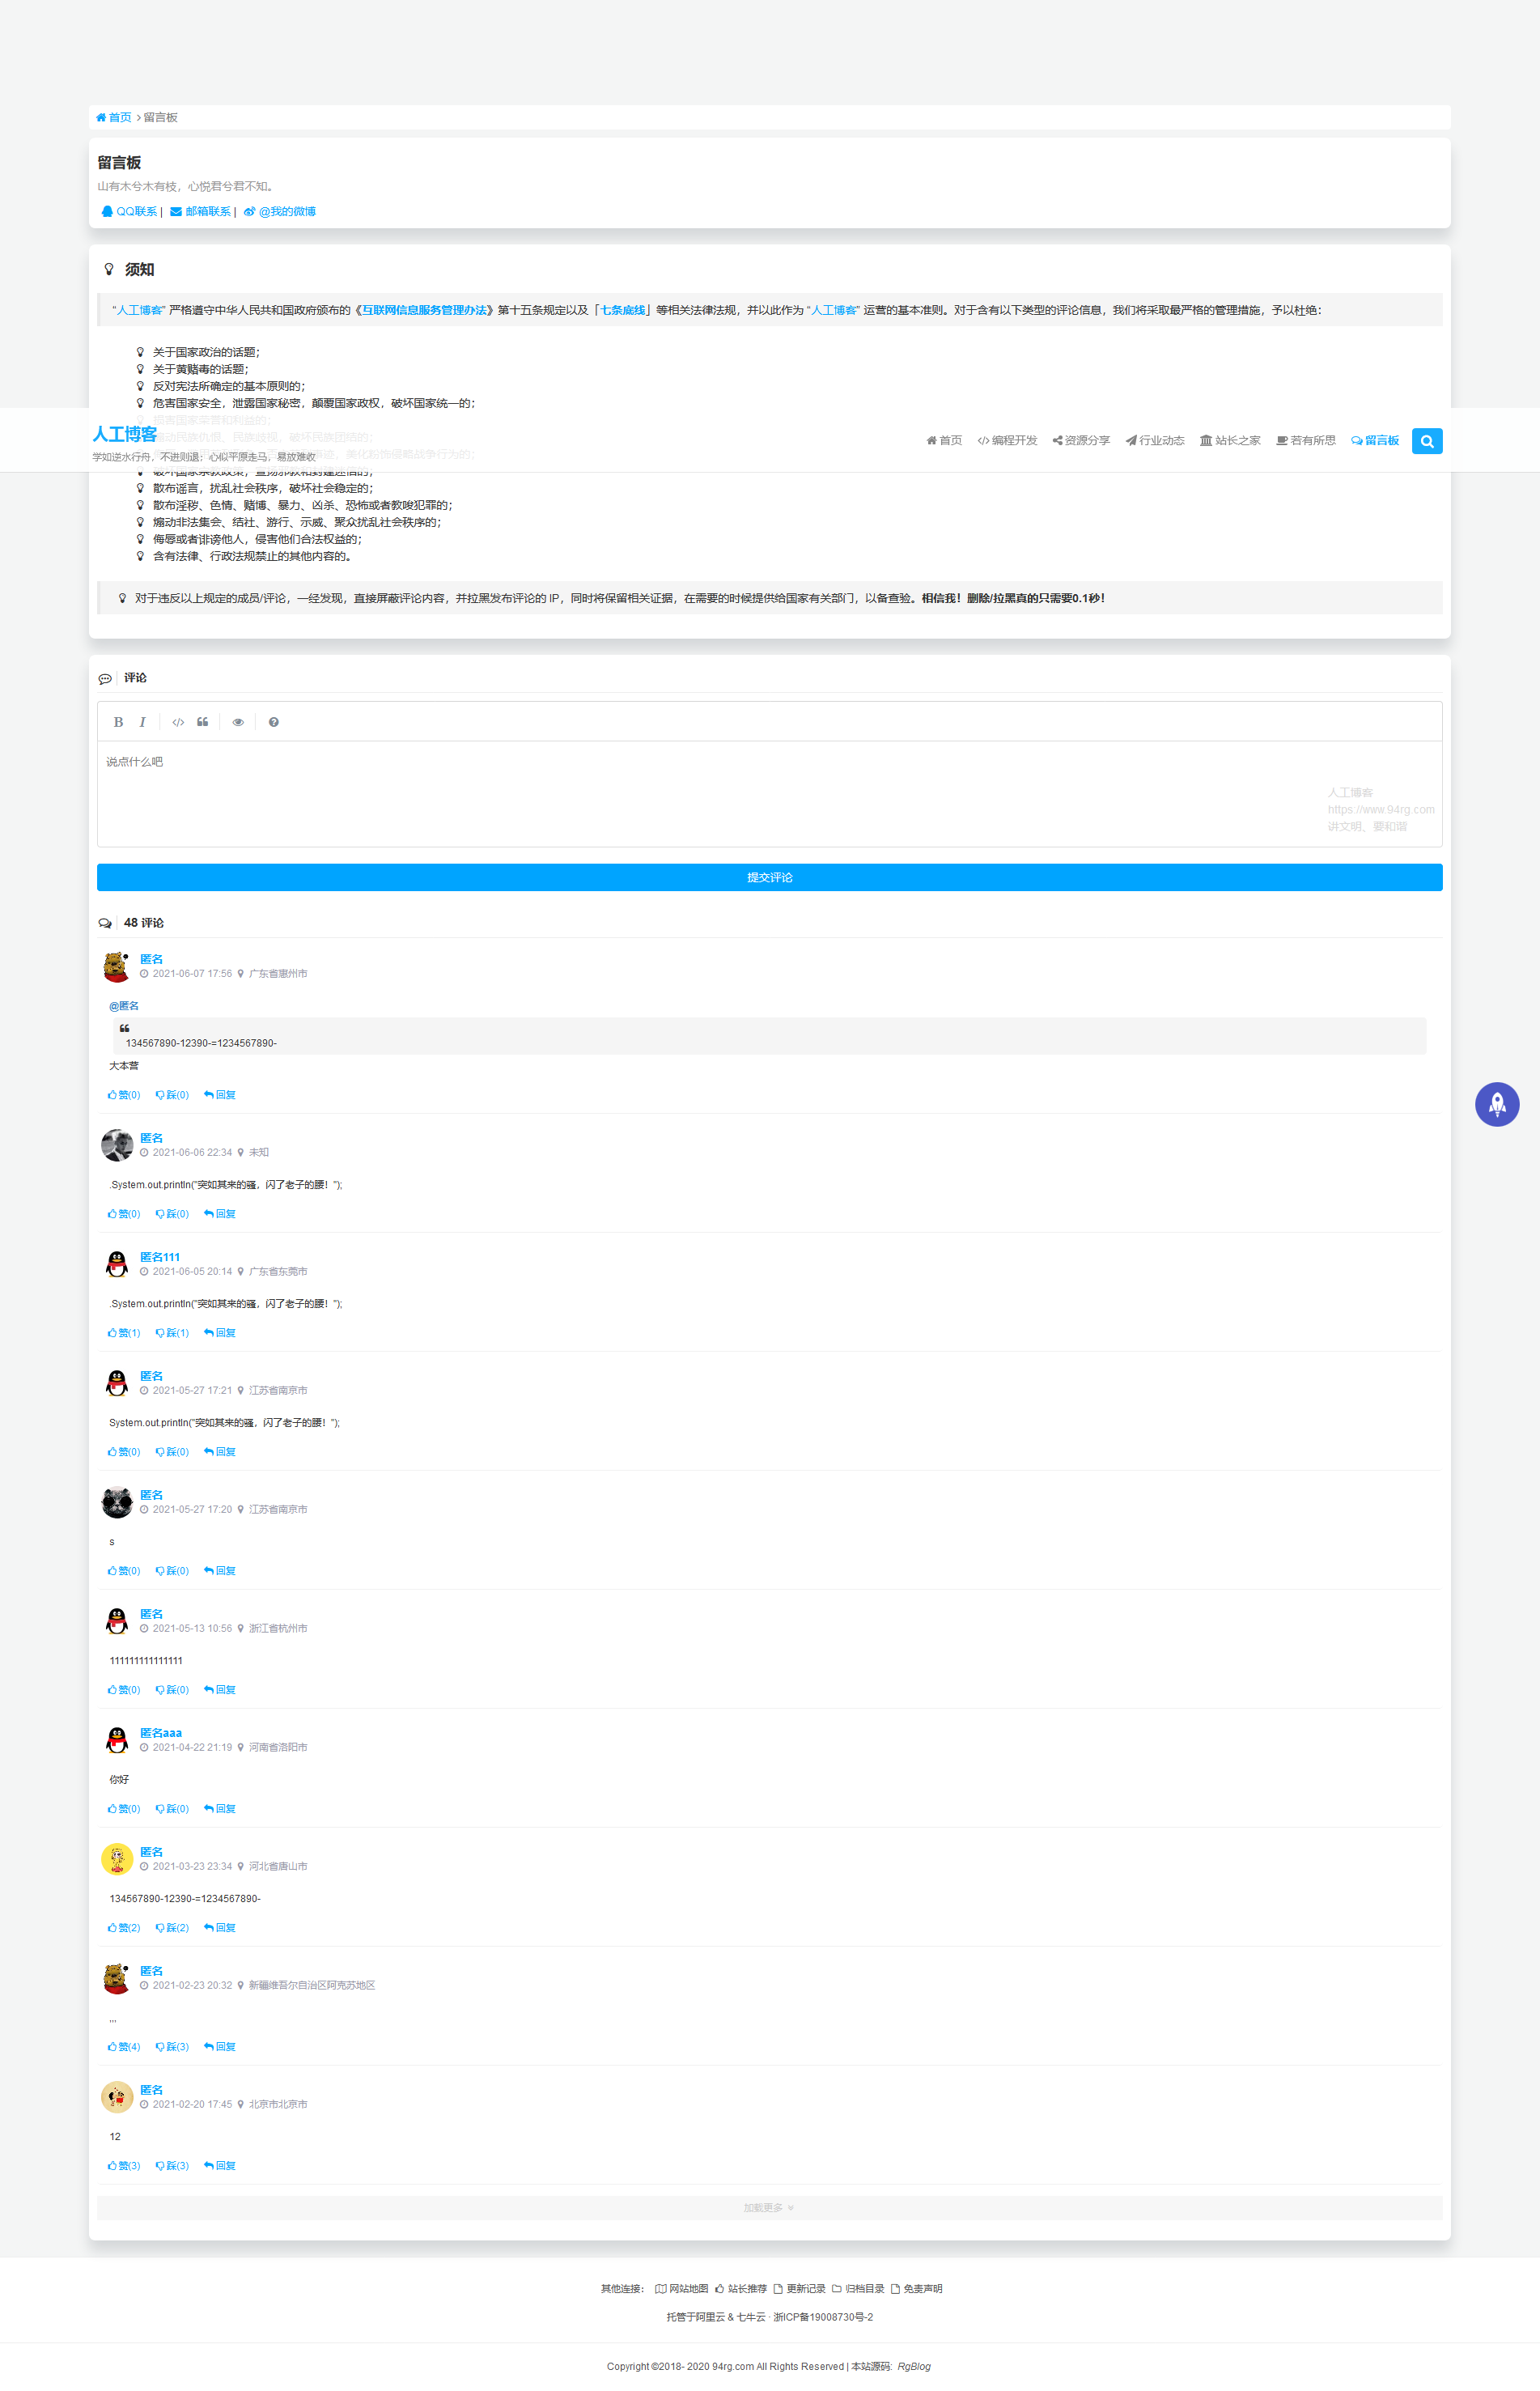 首页 > 留言板
留言板
山有木兮木有枝，心悦君兮君不知。
QQ联系 | 邮箱联系 | @我的微博
须知
“人工博客” 严格遵守中华人民共和国政府颁布的《互联网信息服务管理办法》第十五条规定以及「七条底线」等相关法律法规，并以此作为 “人工博客” 运营的基本准则。对于含有以下类型的评论信息，我们将采取最严格的管理措施，予以杜绝：
关于国家政治的话题；
关于黄赌毒的话题；
反对宪法所确定的基本原则的；
危害国家安全，泄露国家秘密，颠覆国家政权，破坏国家统一的；
损害国家荣誉和利益的；
人工博客
学如逆水行舟，不进则退：心似平原走马，易放难收
首页 编程开发 资源分享 行业动态 站长之家 若有所思 留言板
破坏国家宗教政策，宣扬邪教和封建迷信的；
散布谣言，扰乱社会秩序，破坏社会稳定的；
散布淫秽、色情、赌博、暴力、凶杀、恐怖或者教唆犯罪的；
煽动非法集会、结社、游行、示威、聚众扰乱社会秩序的；
侮辱或者诽谤他人，侵害他们合法权益的；
含有法律、行政法规禁止的其他内容的。
对于违反以上规定的成员/评论，一经发现，直接屏蔽评论内容，并拉黑发布评论的 IP，同时将保留相关证据，在需要的时候提供给国家有关部门，以备查验。相信我！删除/拉黑真的只需要0.1秒！
评论
B I
说点什么吧
人工博客
https://www.94rg.com
讲文明、要和谐
提交评论
48 评论
匿名
2021-06-07 17:56 广东省惠州市
@匿名
134567890-12390-=1234567890-
大本营
赞(0) 踩(0) 回复
匿名
2021-06-06 22:34 未知
.System.out.println("突如其来的骚，闪了老子的腰！");
赞(0) 踩(0) 回复
匿名111
2021-06-05 20:14 广东省东莞市
.System.out.println("突如其来的骚，闪了老子的腰！");
赞(1) 踩(1) 回复
匿名
2021-05-27 17:21 江苏省南京市
System.out.println("突如其来的骚，闪了老子的腰！");
赞(0) 踩(0) 回复
匿名
2021-05-27 17:20 江苏省南京市
s
赞(0) 踩(0) 回复
匿名
2021-05-13 10:56 浙江省杭州市
111111111111111
赞(0) 踩(0) 回复
匿名aaa
2021-04-22 21:19 河南省洛阳市
你好
赞(0) 踩(0) 回复
匿名
2021-03-23 23:34 河北省唐山市
134567890-12390-=1234567890-
赞(2) 踩(2) 回复
匿名
2021-02-23 20:32 新疆维吾尔自治区阿克苏地区
,,,
赞(4) 踩(3) 回复
匿名
2021-02-20 17:45 北京市北京市
12
赞(3) 踩(3) 回复
加载更多
其他连接： 网站地图 站长推荐 更新记录 归档目录 免责声明
托管于阿里云 & 七牛云 · 浙ICP备19008730号-2
Copyright ©2018- 2020 94rg.com All Rights Reserved | 本站源码: RgBlog